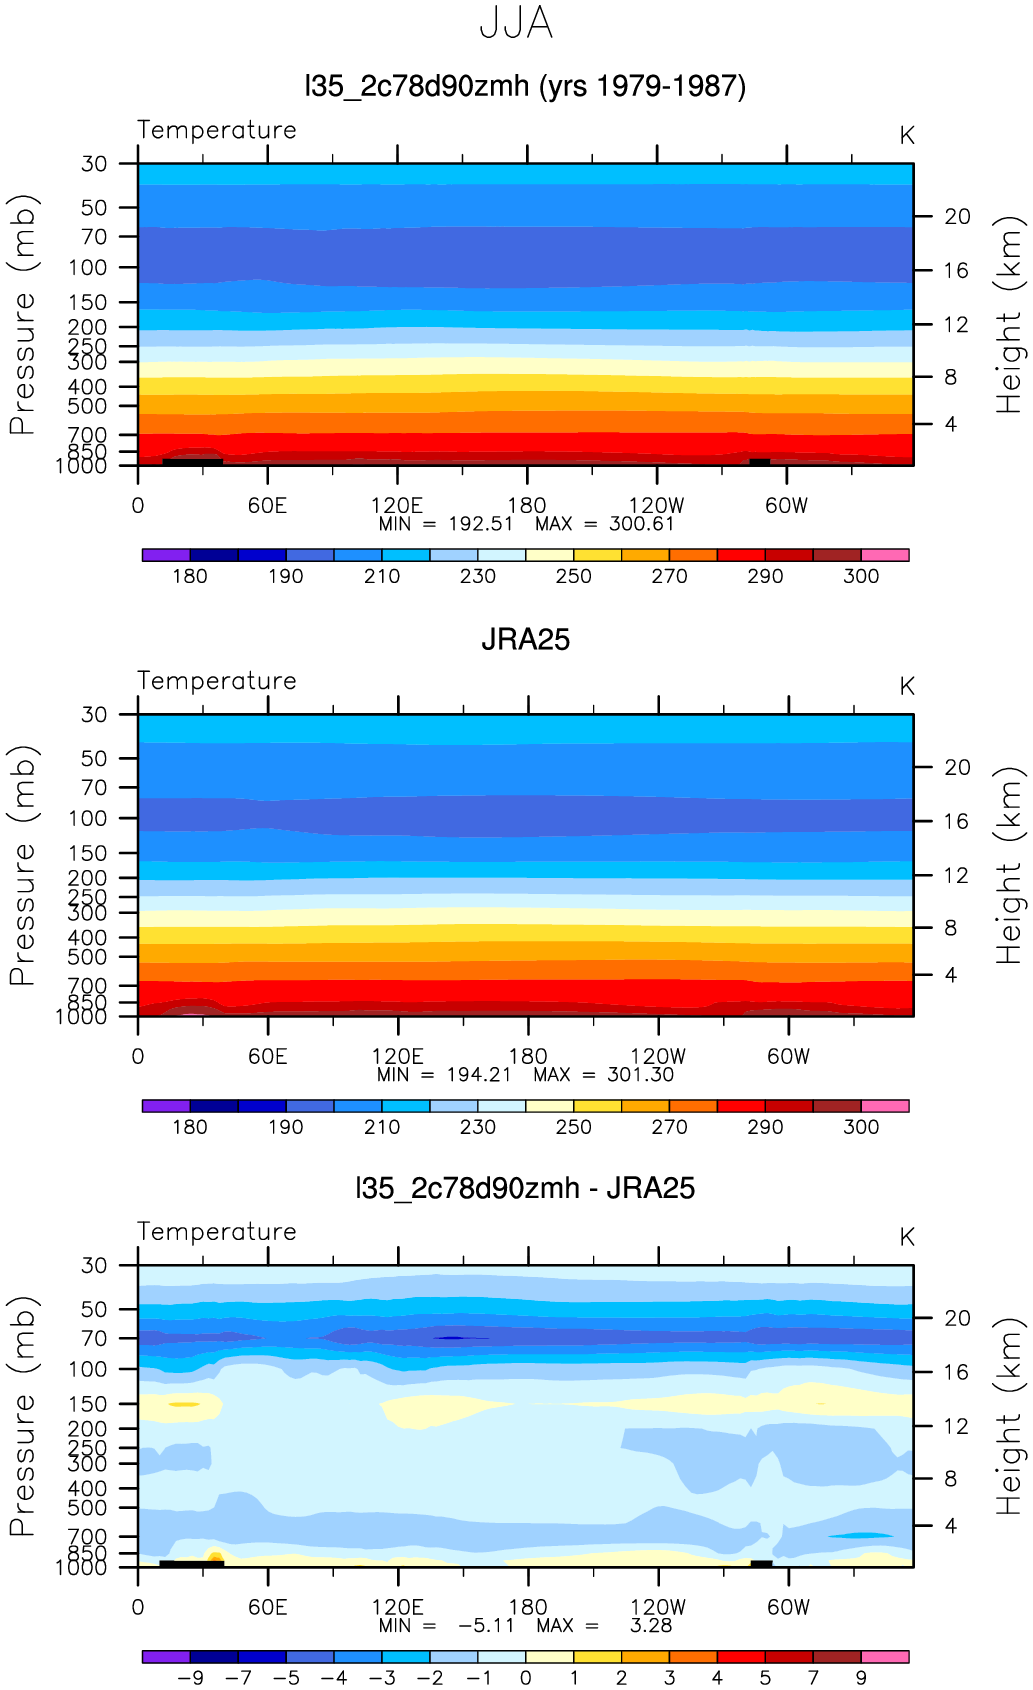 JJA
l35_2c78d90zmh (yrs 1979-1987)
Temperature K
Pressure (mb)
30
50
70
100
150
200
250
300
400
500
700
850
1000
20
16
12
8
4
Height (km)
0 60E 120E 180 120W 60W
MIN = 192.51 MAX = 300.61
180 190 210 230 250 270 290 300
JRA25
Temperature K
Pressure (mb)
30
50
70
100
150
200
250
300
400
500
700
850
1000
20
16
12
8
4
Height (km)
0 60E 120E 180 120W 60W
MIN = 194.21 MAX = 301.30
180 190 210 230 250 270 290 300
l35_2c78d90zmh - JRA25
Temperature K
Pressure (mb)
30
50
70
100
150
200
250
300
400
500
700
850
1000
20
16
12
8
4
Height (km)
0 60E 120E 180 120W 60W
MIN = -5.11 MAX = 3.28
-9 -7 -5 -4 -3 -2 -1 0 1 2 3 4 5 7 9